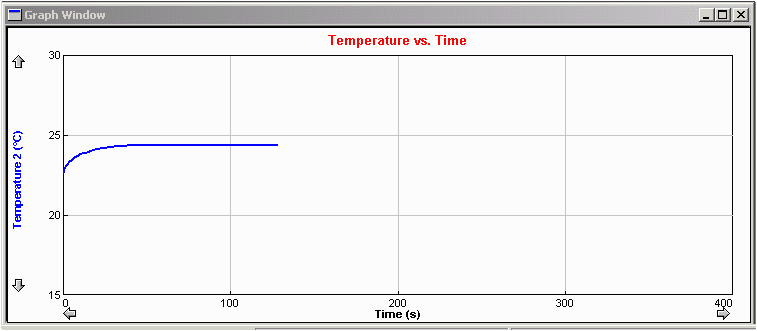 Graph Window
Temperature vs. Time
30
25
20
15
Temperature 2 (°C)
0 100 200 300 400
Time (s)